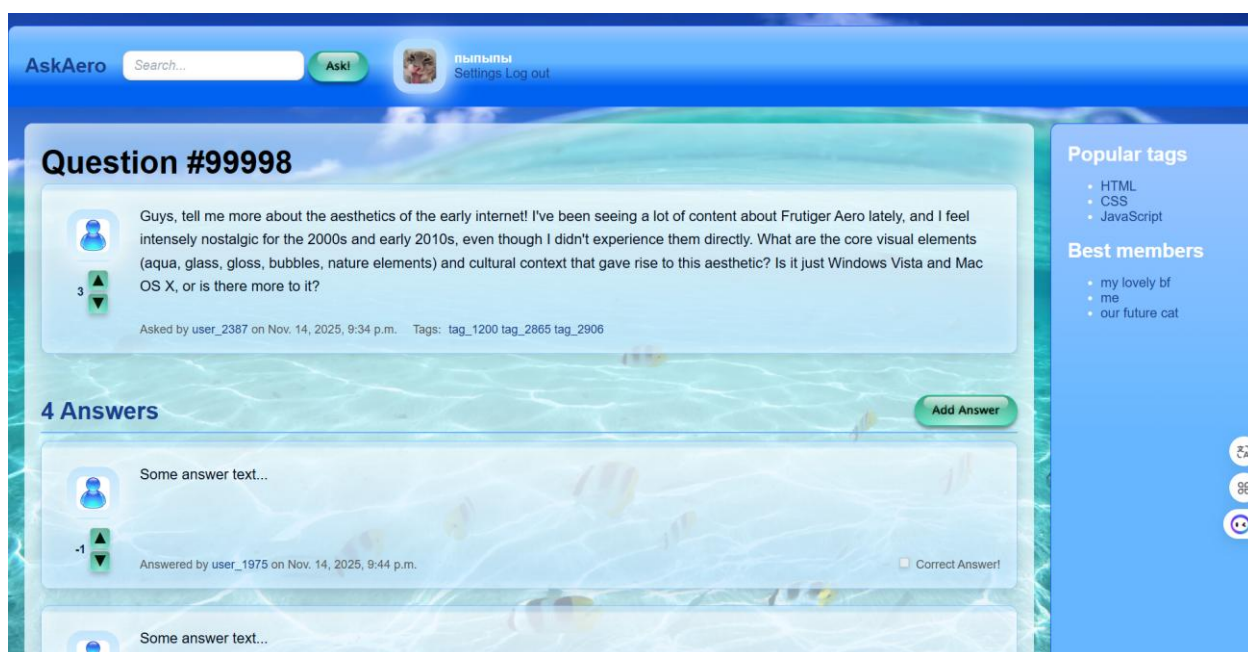 AskAero
Search...
Ask!
пыпыпы
Settings Log out
Question #99998
Guys, tell me more about the aesthetics of the early internet! I've been seeing a lot of content about Frutiger Aero lately, and I feel
intensely nostalgic for the 2000s and early 2010s, even though I didn't experience them directly. What are the core visual elements
(aqua, glass, gloss, bubbles, nature elements) and cultural context that gave rise to this aesthetic? Is it just Windows Vista and Mac
OS X, or is there more to it?
3
Asked by user_2387 on Nov. 14, 2025, 9:34 p.m. Tags: tag_1200 tag_2865 tag_2906
4 Answers
Add Answer
Some answer text...
-1
Answered by user_1975 on Nov. 14, 2025, 9:44 p.m.
Correct Answer!
Some answer text...
Popular tags
HTML
CSS
JavaScript
Best members
my lovely bf
me
our future cat